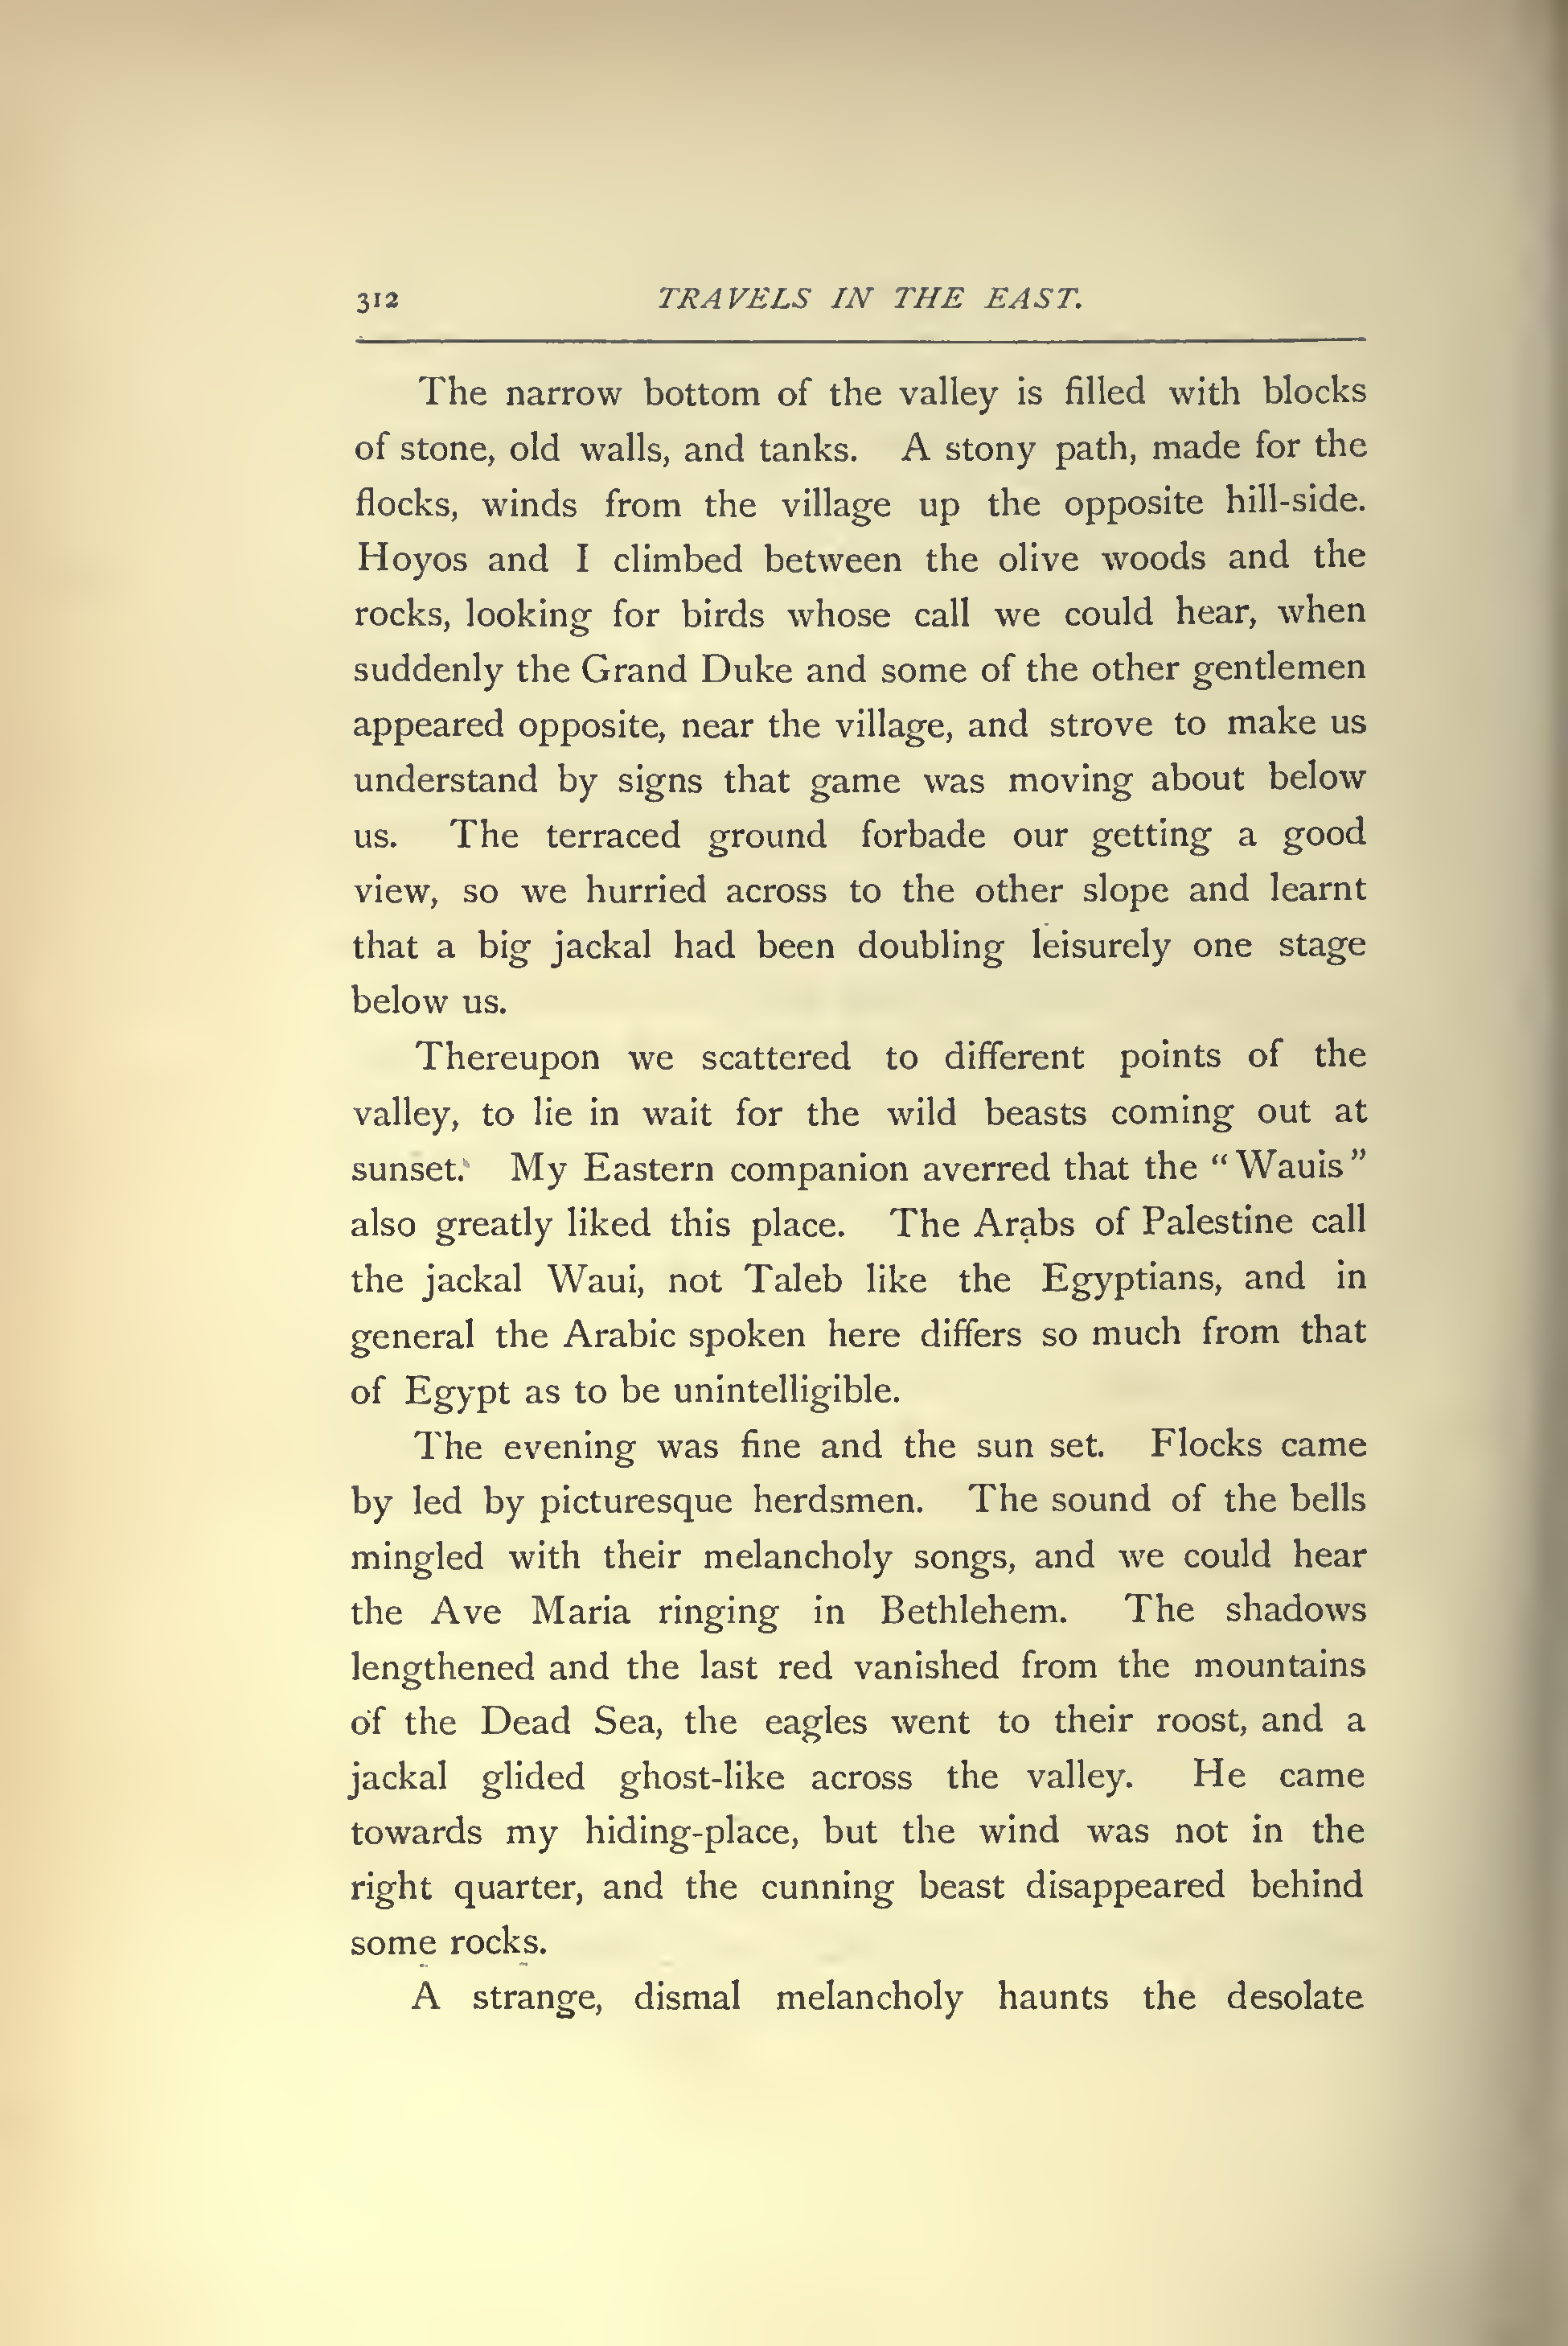 312 TRAVELS IN THE EAST.
The narrow bottom of the valley is filled with blocks
of stone, old walls, and tanks. A stony path, made for the
flocks, winds from the village up the opposite hill-side.
Hoyos and I climbed between the olive woods and the
rocks, looking for birds whose call we could hear, when
suddenly the Grand Duke and some of the other gentlemen
appeared opposite, near the village, and strove to make us
understand by signs that game was moving about below
us. The terraced ground forbade our getting a good
view, so we hurried across to the other slope and learnt
that a big jackal had been doubling leisurely one stage
below us.
Thereupon we scattered to different points of the
valley, to lie in wait for the wild beasts coming out at
sunset. My Eastern companion averred that the “Wauis”
also greatly liked this place. The Arabs of Palestine call
the jackal Waui, not Taleb like the Egyptians, and in
general the Arabic spoken here differs so much from that
of Egypt as to be unintelligible.
The evening was fine and the sun set. Flocks came
by led by picturesque herdsmen. The sound of the bells
mingled with their melancholy songs, and we could hear
the Ave Maria ringing in Bethlehem. The shadows
lengthened and the last red vanished from the mountains
of the Dead Sea, the eagles went to their roost, and a
jackal glided ghost-like across the valley. He came
towards my hiding-place, but the wind was not in the
right quarter, and the cunning beast disappeared behind
some rocks.
A strange, dismal melancholy haunts the desolate